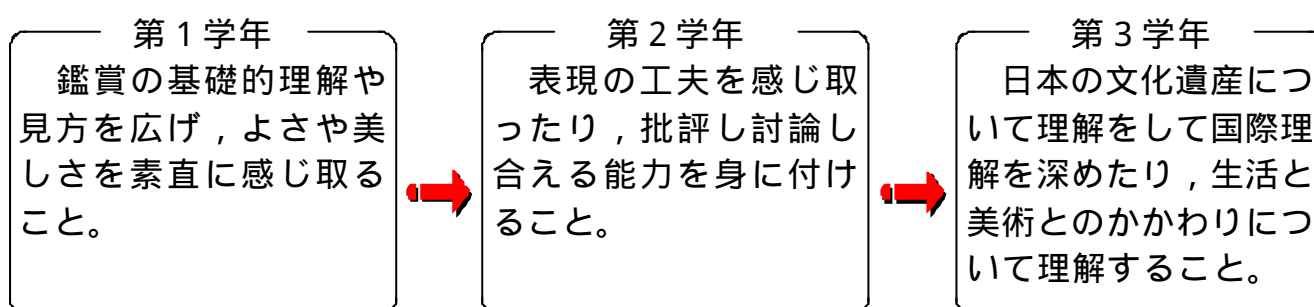 第１学年
鑑賞の基礎的理解や
見方を広げ，よさや美
しさを素直に感じ取る
こと。
第２学年
表現の工夫を感じ取
ったり，批評し討論し
合える能力を身に付け
ること。
第３学年
日本の文化遺産につ
いて理解をして国際理
解を深めたり，生活と
美術とのかかわりにつ
いて理解すること。